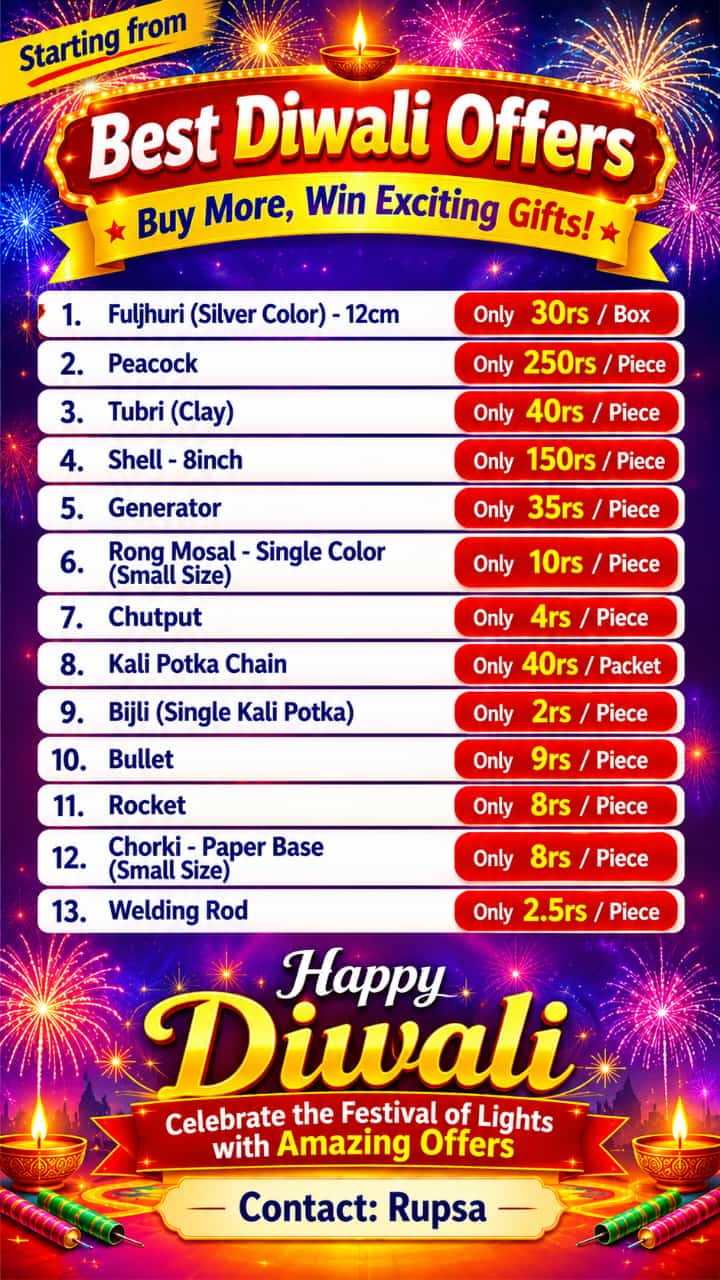 Starting from
Best Diwali Offers
Buy More, Win Exciting Gifts!
1. Fuljhuri (Silver Color) - 12cm Only 30rs / Box
2. Peacock Only 250rs / Piece
3. Tubri (Clay) Only 40rs / Piece
4. Shell - 8inch Only 150rs / Piece
5. Generator Only 35rs / Piece
6. Rong Mosal - Single Color
(Small Size) Only 10rs / Piece
7. Chutput Only 4rs / Piece
8. Kali Potka Chain Only 40rs / Packet
9. Bijli (Single Kali Potka) Only 2rs / Piece
10. Bullet Only 9rs / Piece
11. Rocket Only 8rs / Piece
12. Chorki - Paper Base
(Small Size) Only 8rs / Piece
13. Welding Rod Only 2.5rs / Piece
Happy
Diwali
Celebrate the Festival of Lights
with Amazing Offers
Contact: Rupsa